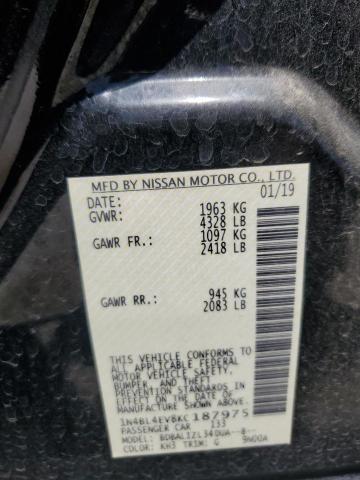 MFD BY NISSAN MOTOR CO., LTD.
DATE: 01/19
GVWR: 1963 KG
4328 LB
GAWR FR.: 1097 KG
2418 LB
GAWR RR.: 945 KG
2083 LB
THIS VEHICLE CONFORMS TO
ALL APPLICABLE FEDERAL
MOTOR VEHICLE SAFETY,
BUMPER, AND THEFT
PREVENTION STANDARDS IN
EFFECT ON THE DATE OF
MANUFACTURE SHOWN ABOVE.
1N4BL4EV8KC187975
PASSENGER CAR 133
MODEL:
COLOR: KH3 TRIM: G